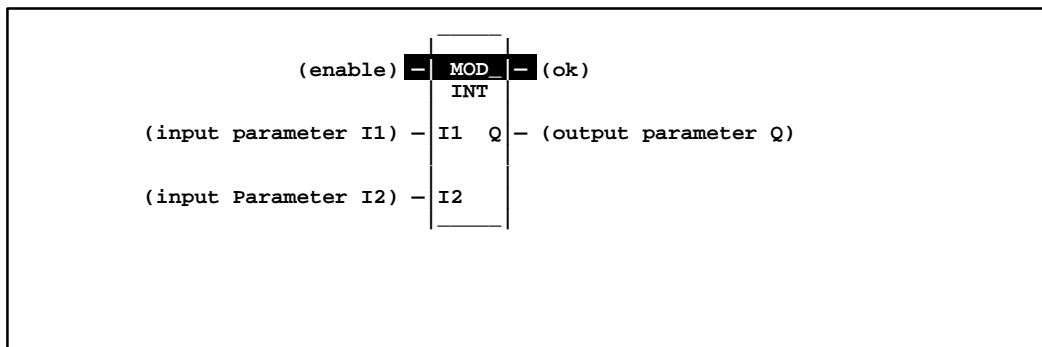 (enable) MOD_ (ok)
INT
(input parameter I1) I1 Q (output parameter Q)
(input Parameter I2) I2